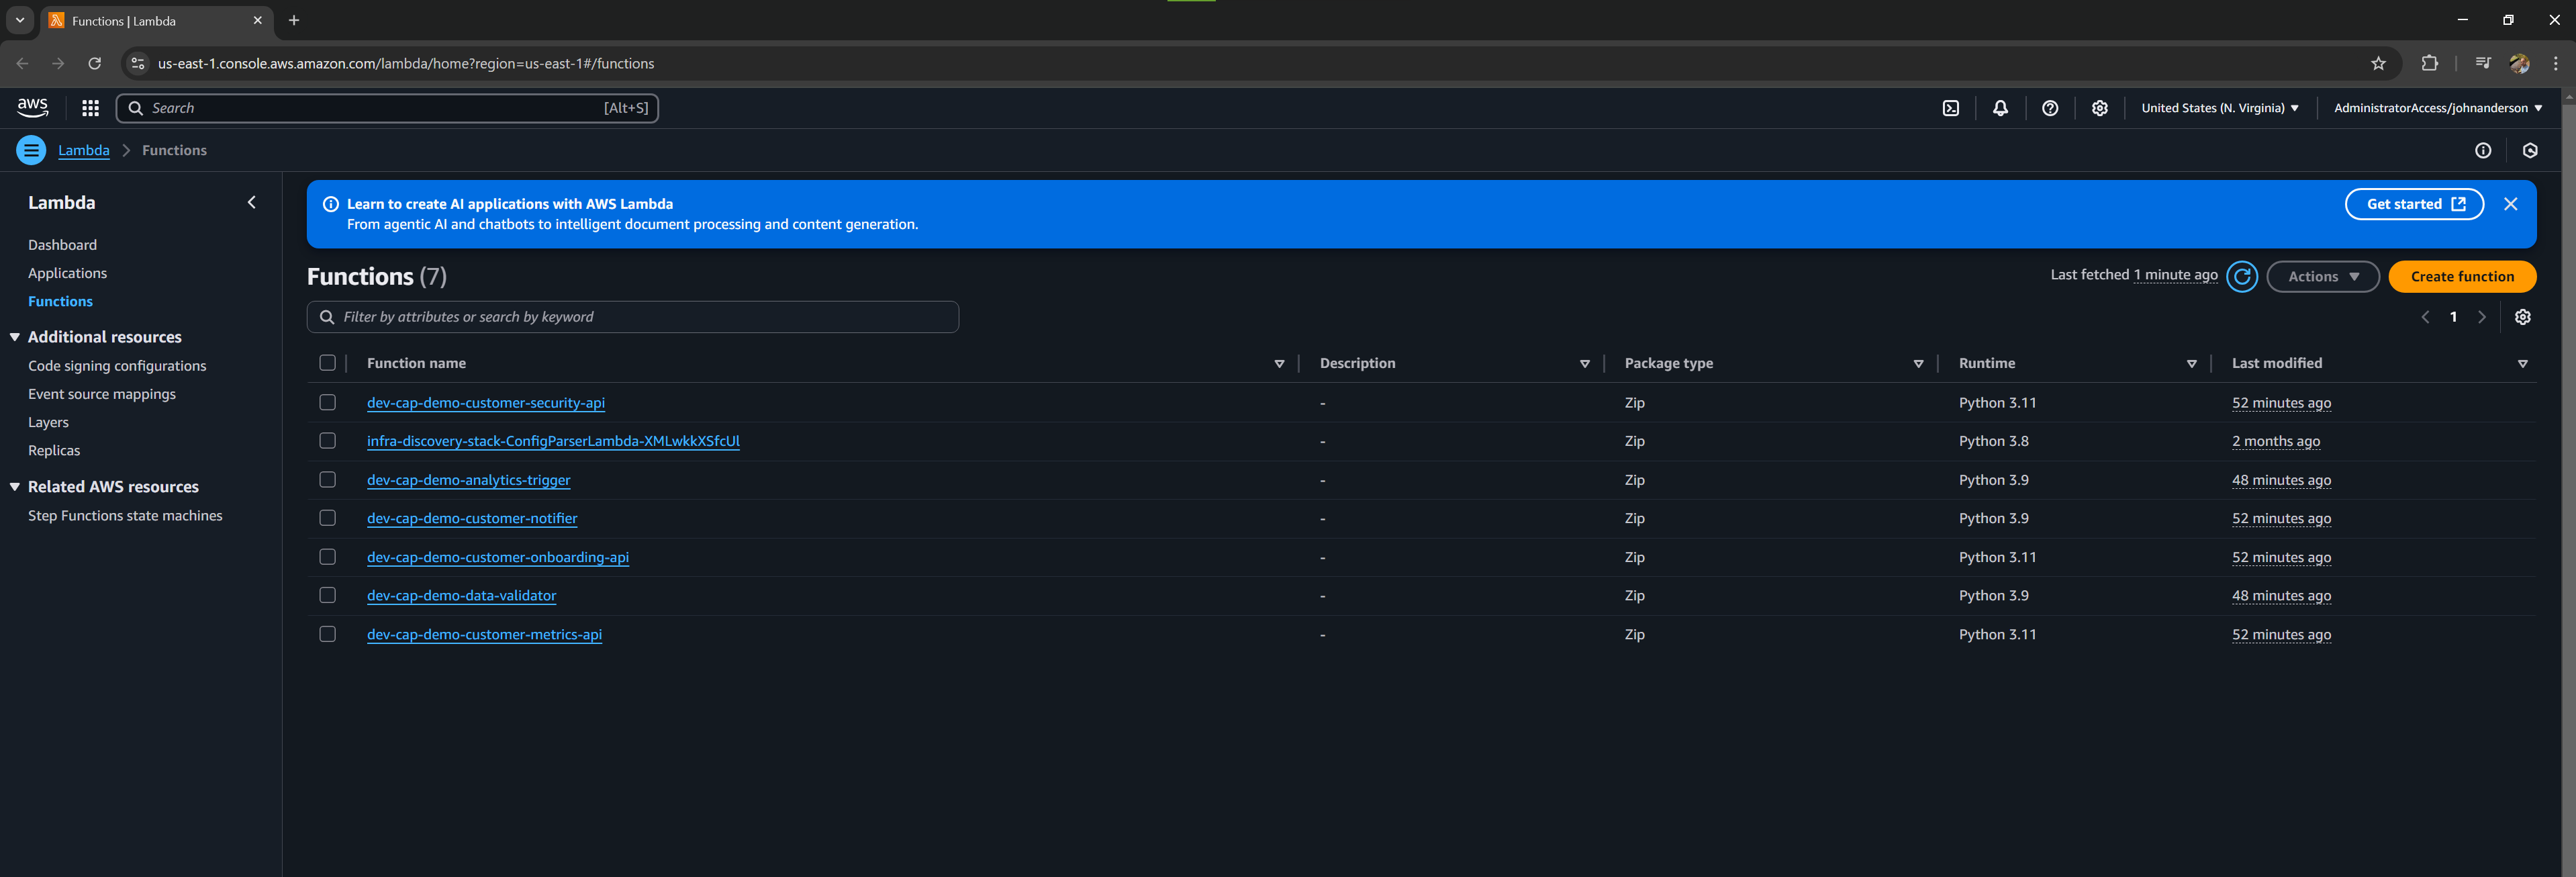 Functions | Lambda
us-east-1.console.aws.amazon.com/lambda/home?region=us-east-1#/functions
aws
Search [Alt+S]
United States (N. Virginia)
AdministratorAccess/johnanderson
Lambda
Functions
Lambda
Dashboard
Applications
Functions
Additional resources
Code signing configurations
Event source mappings
Layers
Replicas
Related AWS resources
Step Functions state machines
Learn to create AI applications with AWS Lambda
From agentic AI and chatbots to intelligent document processing and content generation.
Get started
Functions (7)
Last fetched 1 minute ago
Actions
Create function
Filter by attributes or search by keyword
1
Function name Description Package type Runtime Last modified
dev-cap-demo-customer-security-api - Zip Python 3.11 52 minutes ago
infra-discovery-stack-ConfigParserLambda-XMLwkkXSfcUl - Zip Python 3.8 2 months ago
dev-cap-demo-analytics-trigger - Zip Python 3.9 48 minutes ago
dev-cap-demo-customer-notifier - Zip Python 3.9 52 minutes ago
dev-cap-demo-customer-onboarding-api - Zip Python 3.11 52 minutes ago
dev-cap-demo-data-validator - Zip Python 3.9 48 minutes ago
dev-cap-demo-customer-metrics-api - Zip Python 3.11 52 minutes ago